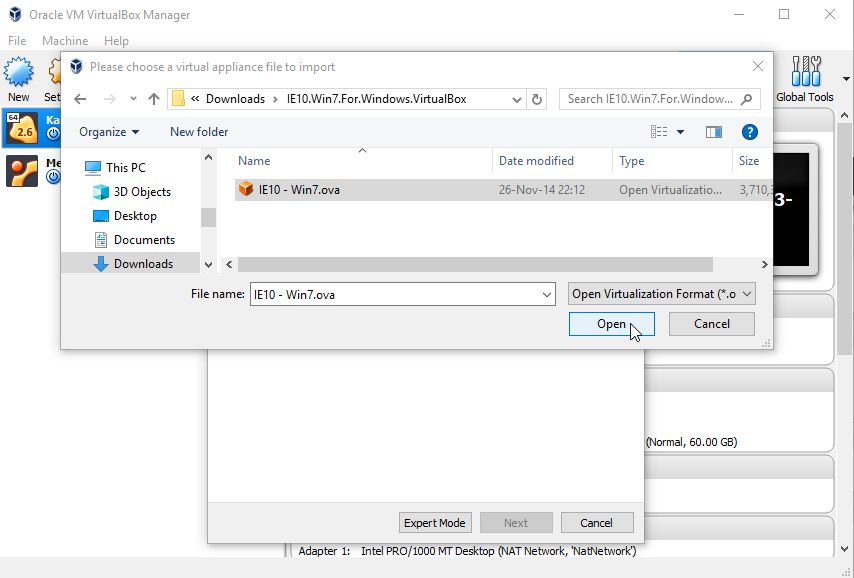 Oracle VM VirtualBox Manager
File Machine Help
New Set
Global Tools
64
2.6
Ka
Me
3-
Please choose a virtual appliance file to import
« Downloads > IE10.Win7.For.Windows.VirtualBox
Search IE10.Win7.For.Window...
Organize New folder
?
This PC
3D Objects
Desktop
Documents
Downloads
Name Date modified Type Size
IE10 - Win7.ova 26-Nov-14 22:12 Open Virtualizatio... 3,710,3
File name: IE10 - Win7.ova Open Virtualization Format (*.o
Open Cancel
(Normal, 60.00 GB)
Expert Mode Next Cancel
Adapter 1: Intel PRO/1000 MT Desktop (NAT Network, 'NatNetwork')